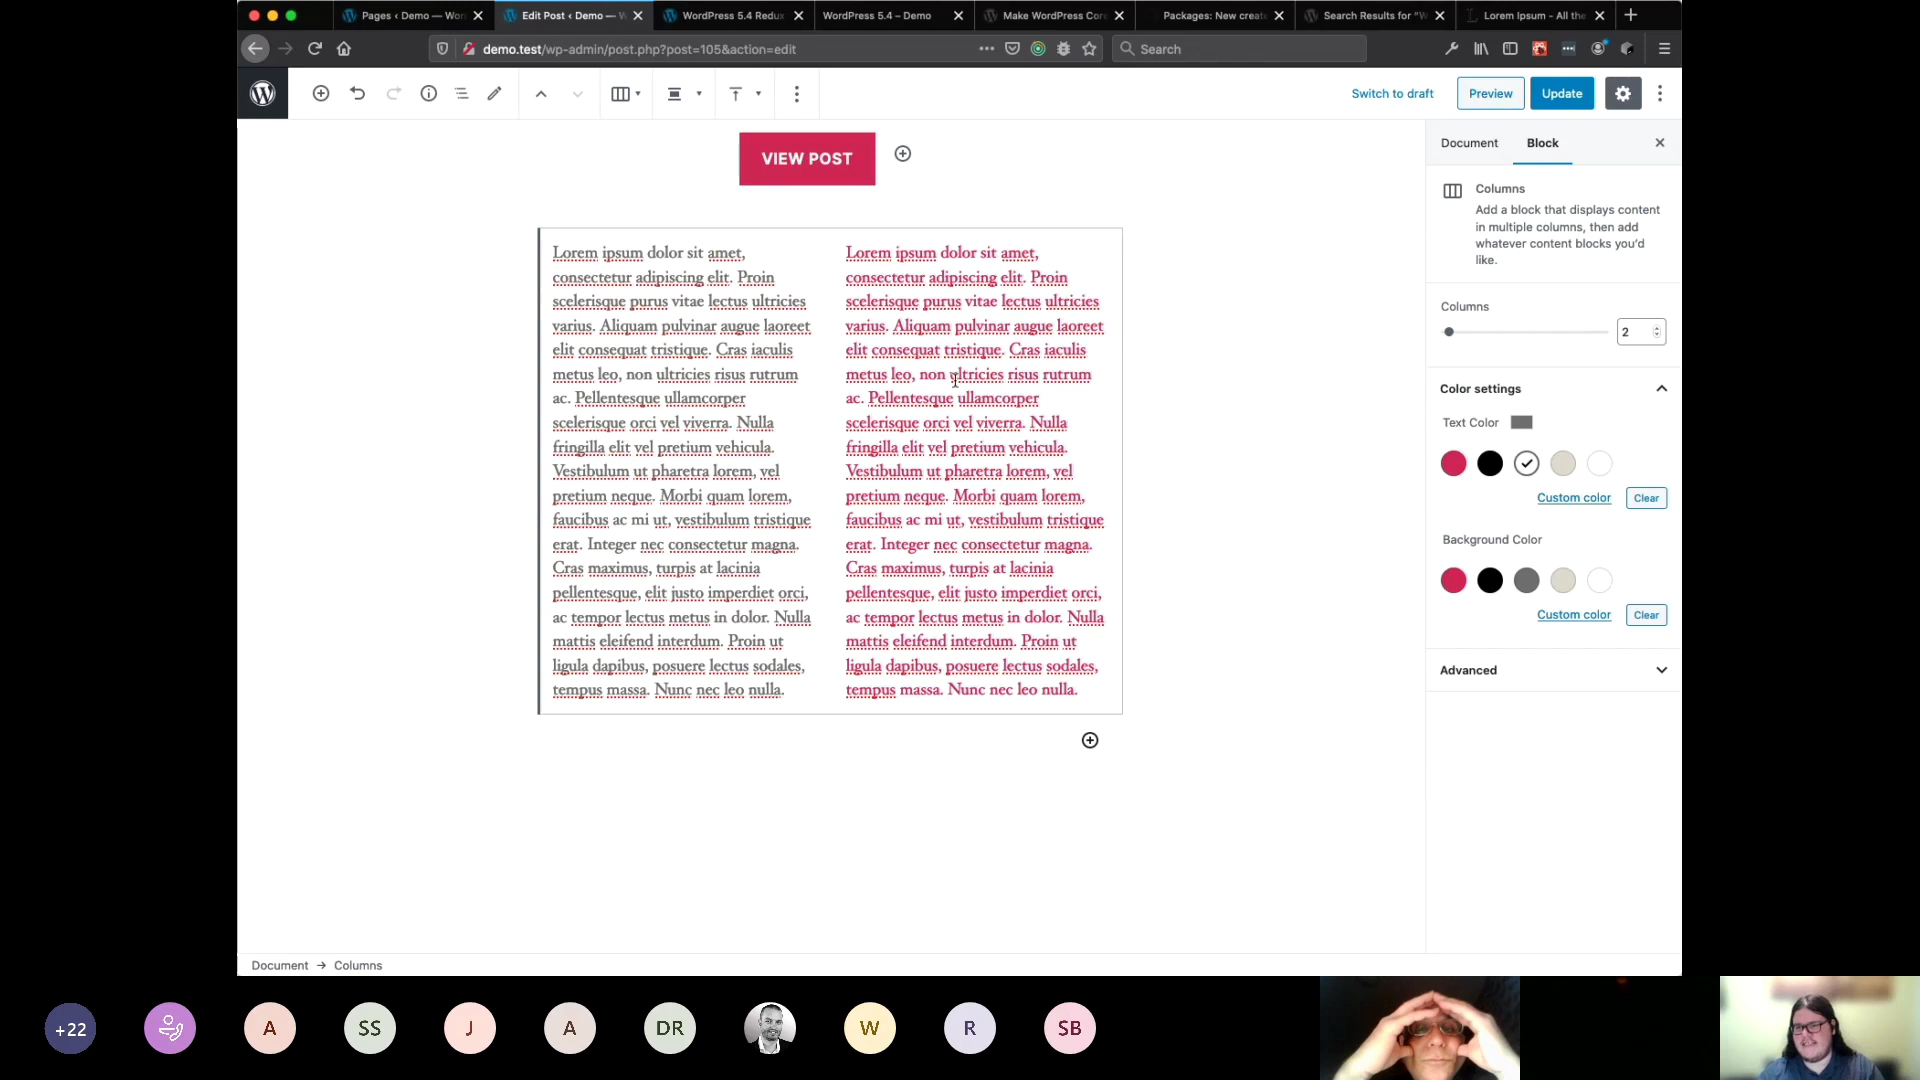 Pages ‹ Demo — Wor
Edit Post ‹ Demo — W
WordPress 5.4 Redux
WordPress 5.4 – Demo
Make WordPress Cor
Packages: New creat
Search Results for "W
Lorem Ipsum - All the
demo.test/wp-admin/post.php?post=105&action=edit
Search
Switch to draft
Preview
Update
VIEW POST
Lorem ipsum dolor sit amet,
consectetur adipiscing elit. Proin
scelerisque purus vitae lectus ultricies
varius. Aliquam pulvinar augue laoreet
elit consequat tristique. Cras iaculis
metus leo, non ultricies risus rutrum
ac. Pellentesque ullamcorper
scelerisque orci vel viverra. Nulla
fringilla elit vel pretium vehicula.
Vestibulum ut pharetra lorem, vel
pretium neque. Morbi quam lorem,
faucibus ac mi ut, vestibulum tristique
erat. Integer nec consectetur magna.
Cras maximus, turpis at lacinia
pellentesque, elit justo imperdiet orci,
ac tempor lectus metus in dolor. Nulla
mattis eleifend interdum. Proin ut
ligula dapibus, posuere lectus sodales,
tempus massa. Nunc nec leo nulla.
Lorem ipsum dolor sit amet,
consectetur adipiscing elit. Proin
scelerisque purus vitae lectus ultricies
varius. Aliquam pulvinar augue laoreet
elit consequat tristique. Cras iaculis
metus leo, non ultricies risus rutrum
ac. Pellentesque ullamcorper
scelerisque orci vel viverra. Nulla
fringilla elit vel pretium vehicula.
Vestibulum ut pharetra lorem, vel
pretium neque. Morbi quam lorem,
faucibus ac mi ut, vestibulum tristique
erat. Integer nec consectetur magna.
Cras maximus, turpis at lacinia
pellentesque, elit justo imperdiet orci,
ac tempor lectus metus in dolor. Nulla
mattis eleifend interdum. Proin ut
ligula dapibus, posuere lectus sodales,
tempus massa. Nunc nec leo nulla.
Document
Block
Columns
Add a block that displays content
in multiple columns, then add
whatever content blocks you'd
like.
Columns
2
Color settings
Text Color
Custom color
Clear
Background Color
Custom color
Clear
Advanced
Document → Columns
+22
A
SS
J
A
DR
W
R
SB